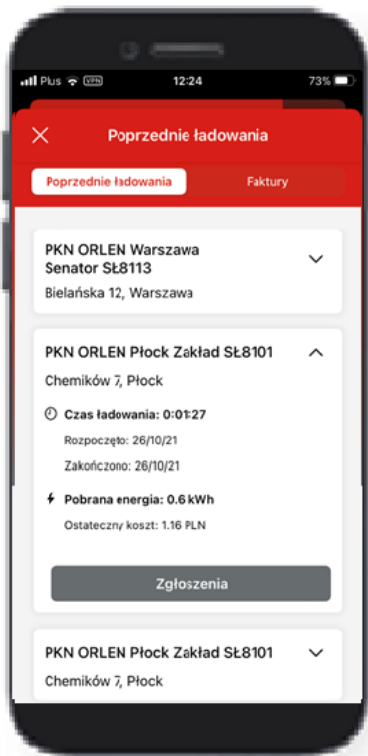 Plus VPN 12:24 73%
Poprzednie ładowania
Poprzednie ładowania Faktury
PKN ORLEN Warszawa
Senator SŁ8113
Bielańska 12, Warszawa
PKN ORLEN Płock Zakład SŁ8101
Chemików 7, Płock
Czas ładowania: 0:01:27
Rozpoczęto: 26/10/21
Zakończono: 26/10/21
Pobrana energia: 0.6 kWh
Ostateczny koszt: 1.16 PLN
Zgłoszenia
PKN ORLEN Płock Zakład SŁ8101
Chemików 7, Płock